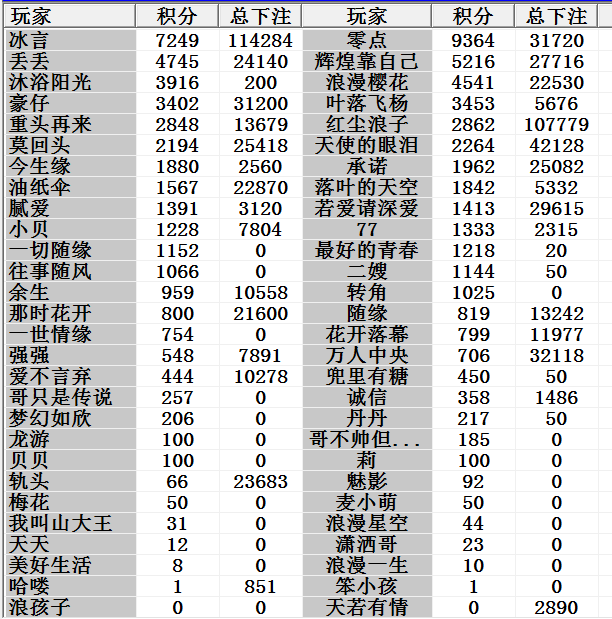 玩家 积分 总下注 玩家 积分 总下注
冰言 7249 114284 零点 9364 31720
丢丢 4745 24140 辉煌靠自己 5216 27716
沐浴阳光 3916 200 浪漫樱花 4541 22530
豪仔 3402 31200 叶落飞杨 3453 5676
重头再来 2848 13679 红尘浪子 2862 107779
莫回头 2194 25418 天使的眼泪 2264 42128
今生缘 1880 2560 承诺 1962 25082
油纸伞 1567 22870 落叶的天空 1842 5332
腻爱 1391 3120 若爱请深爱 1413 29615
小贝 1228 7804 77 1333 2315
一切随缘 1152 0 最好的青春 1218 20
往事随风 1066 0 二嫂 1144 50
余生 959 10558 转角 1025 0
那时花开 800 21600 随缘 819 13242
一世情缘 754 0 花开落幕 799 11977
强强 548 7891 万人中央 706 32118
爱不言弃 444 10278 兜里有糖 450 50
哥只是传说 257 0 诚信 358 1486
梦幻如欣 206 0 丹丹 217 50
龙游 100 0 哥不帅但... 185 0
贝贝 100 0 莉 100 0
轨头 66 23683 魅影 92 0
梅花 50 0 麦小萌 50 0
我叫山大王 31 0 浪漫星空 44 0
天天 12 0 潇洒哥 23 0
美好生活 8 0 浪漫一生 10 0
哈喽 1 851 笨小孩 1 0
浪孩子 0 0 天若有情 0 2890